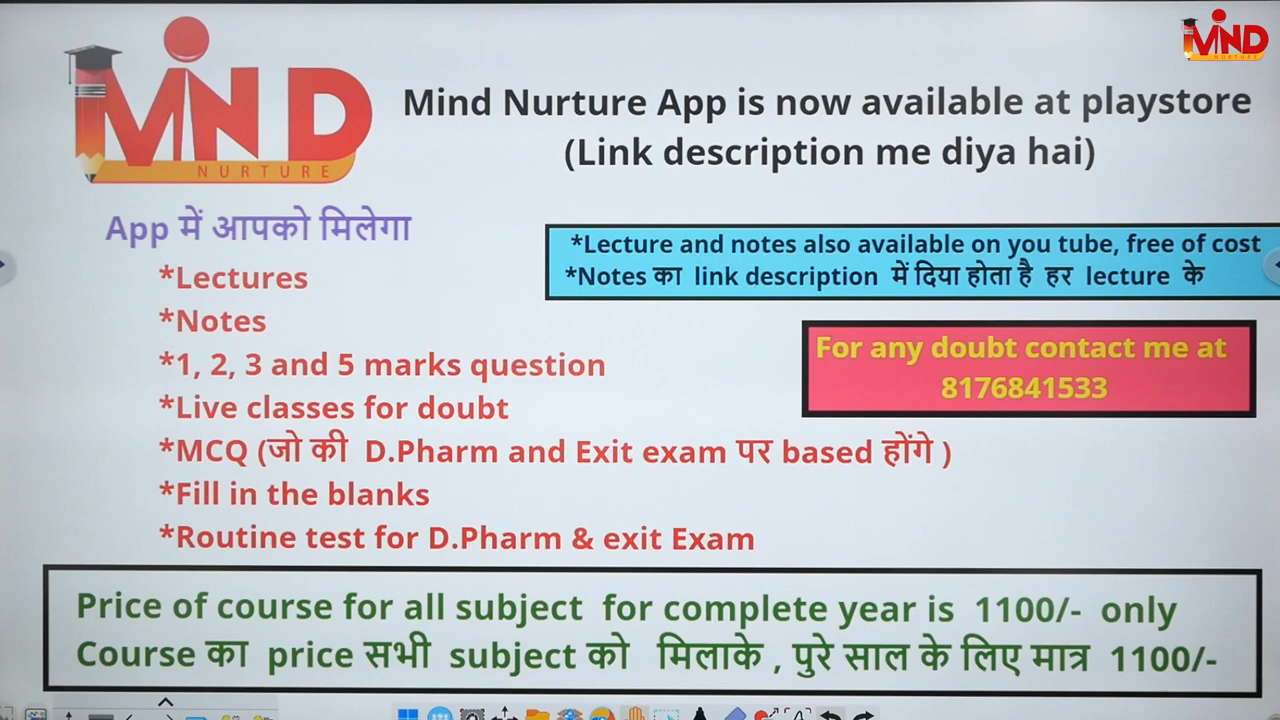 MIND
NURTURE
MIND
NURTURE
Mind Nurture App is now available at playstore
(Link description me diya hai)
App में आपको मिलेगा
*Lectures
*Notes
*1, 2, 3 and 5 marks question
*Live classes for doubt
*MCQ (जो की D.Pharm and Exit exam पर based होंगे )
*Fill in the blanks
*Routine test for D.Pharm & exit Exam
*Lecture and notes also available on you tube, free of cost
*Notes का link description में दिया होता है हर lecture के
For any doubt contact me at
8176841533
Price of course for all subject for complete year is 1100/- only
Course का price सभी subject को मिलाके , पुरे साल के लिए मात्र 1100/-